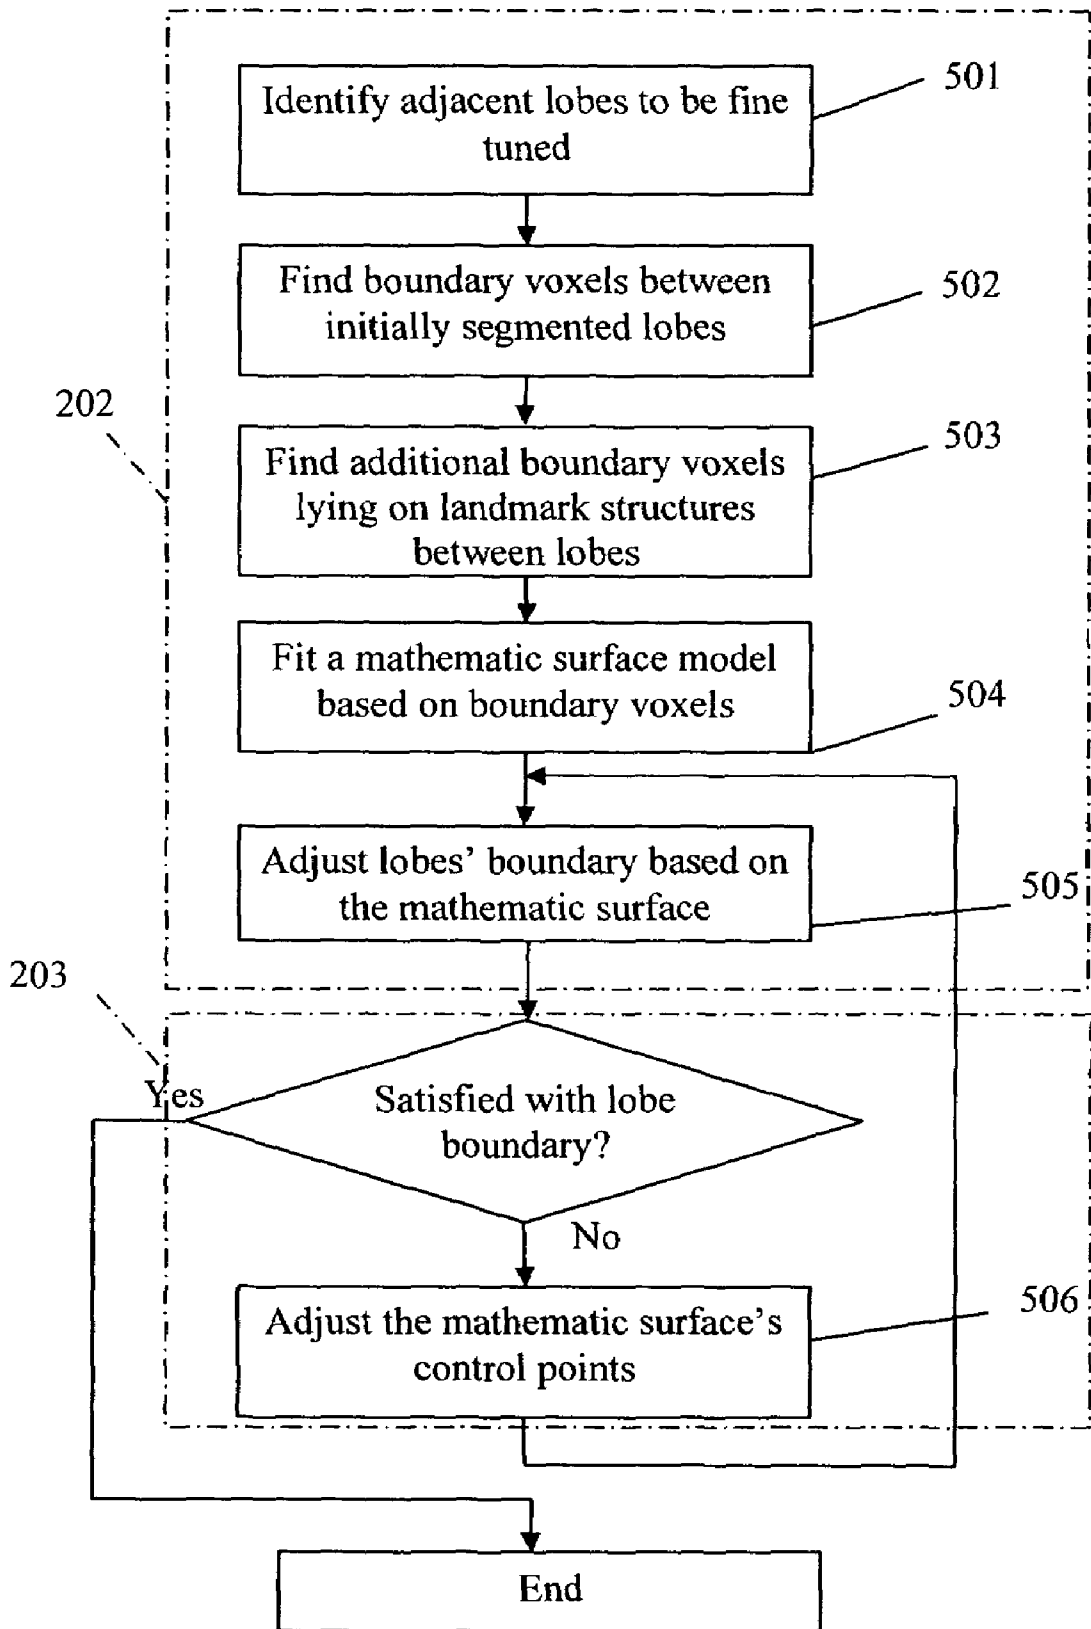 501
Identify adjacent lobes to be fine
tuned
502
Find boundary voxels between
initially segmented lobes
202
503
Find additional boundary voxels
lying on landmark structures
between lobes
Fit a mathematic surface model
based on boundary voxels
504
Adjust lobes’ boundary based on
the mathematic surface
505
203
Yes
Satisfied with lobe
boundary?
No
506
Adjust the mathematic surface’s
control points
End